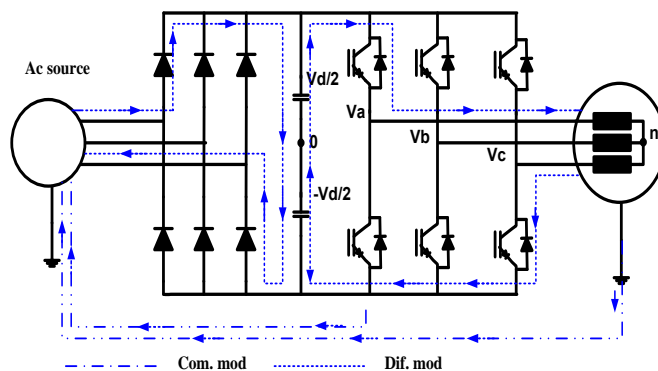 Ac source
Vd/2
Va
0
Vb
n
Vc
-Vd/2
Com. mod
Dif. mod